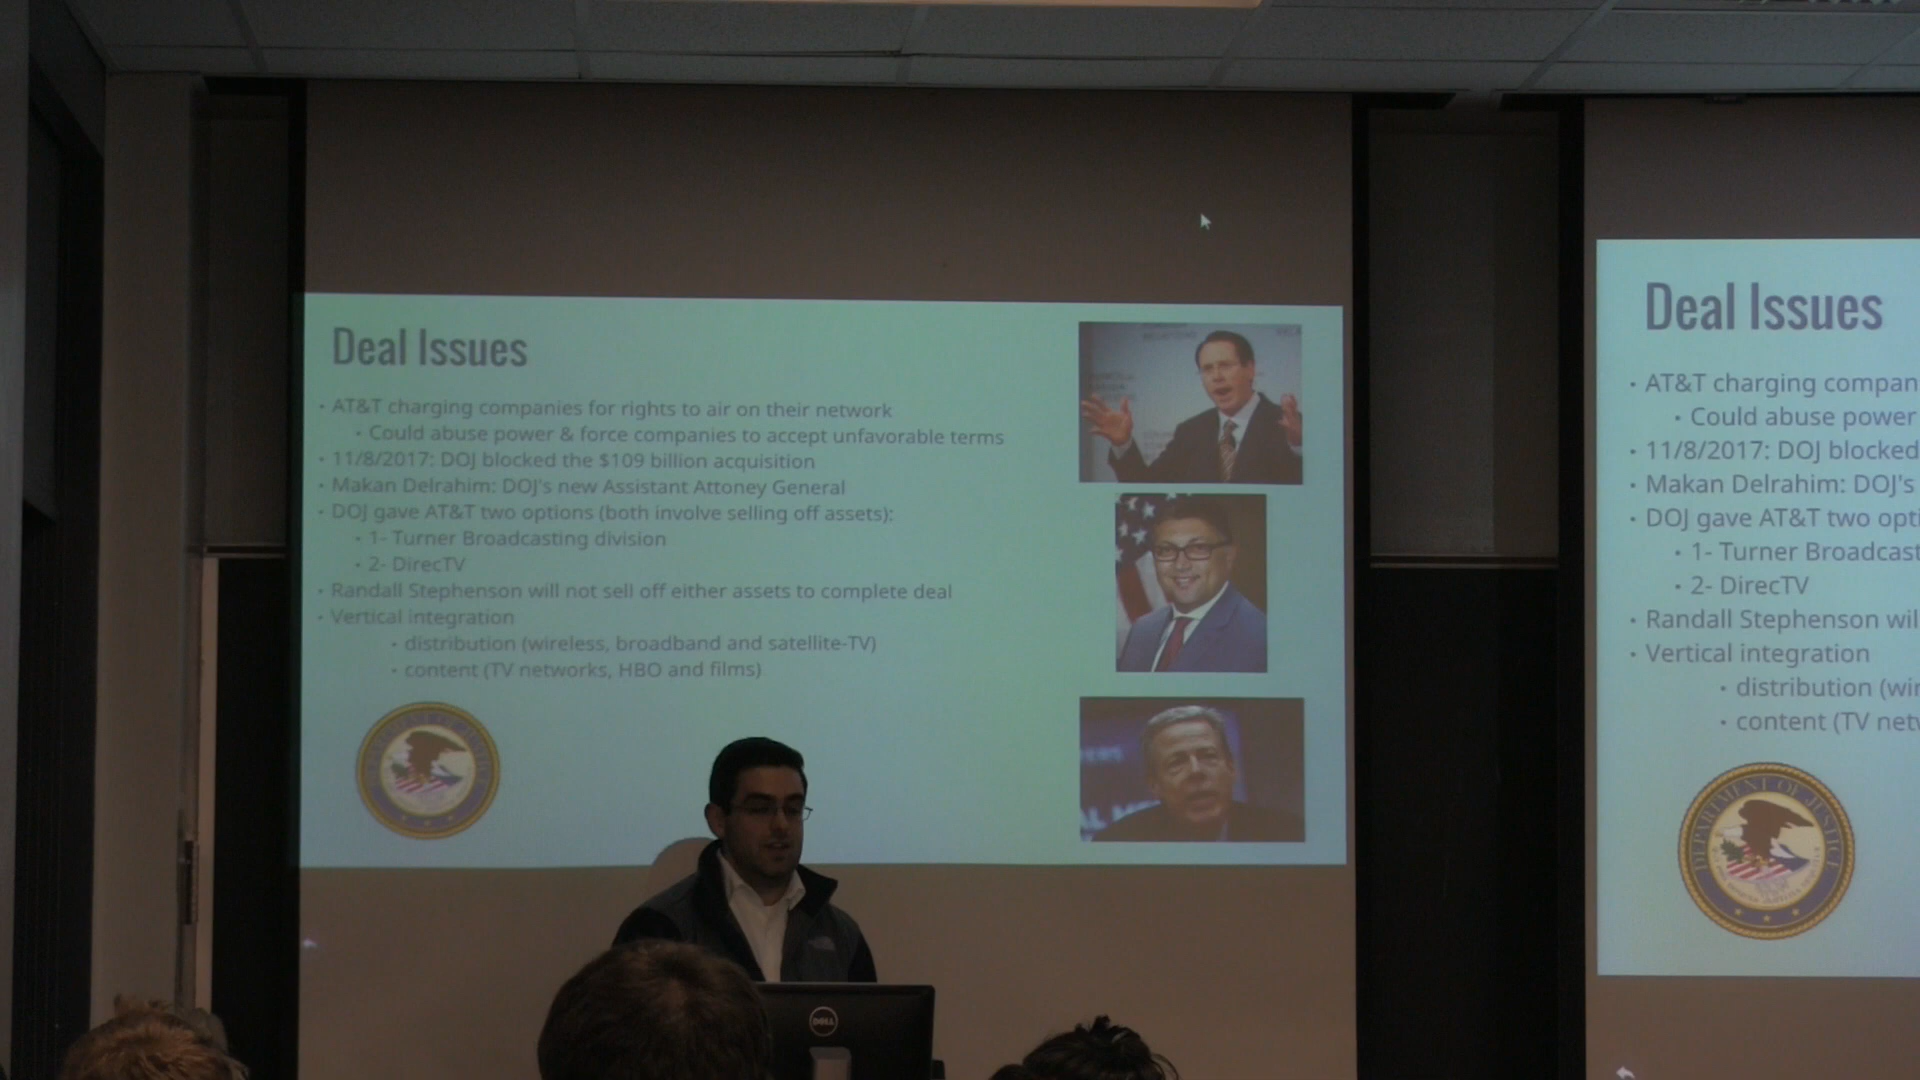 Deal Issues
• AT&T charging companies for rights to air on their network
• Could abuse power & force companies to accept unfavorable terms
• 11/8/2017: DOJ blocked the $109 billion acquisition
• Makan Delrahim: DOJ's new Assistant Attoney General
• DOJ gave AT&T two options (both involve selling off assets):
• 1- Turner Broadcasting division
• 2- DirecTV
• Randall Stephenson will not sell off either assets to complete deal
• Vertical integration
• distribution (wireless, broadband and satellite-TV)
• content (TV networks, HBO and films)
DELL
Deal Issues
• AT&T charging compan
• Could abuse power
• 11/8/2017: DOJ blocked
• Makan Delrahim: DOJ's
• DOJ gave AT&T two opti
• 1- Turner Broadcast
• 2- DirecTV
• Randall Stephenson wil
• Vertical integration
• distribution (wir
• content (TV netw
DEPARTMENT OF JUSTICE